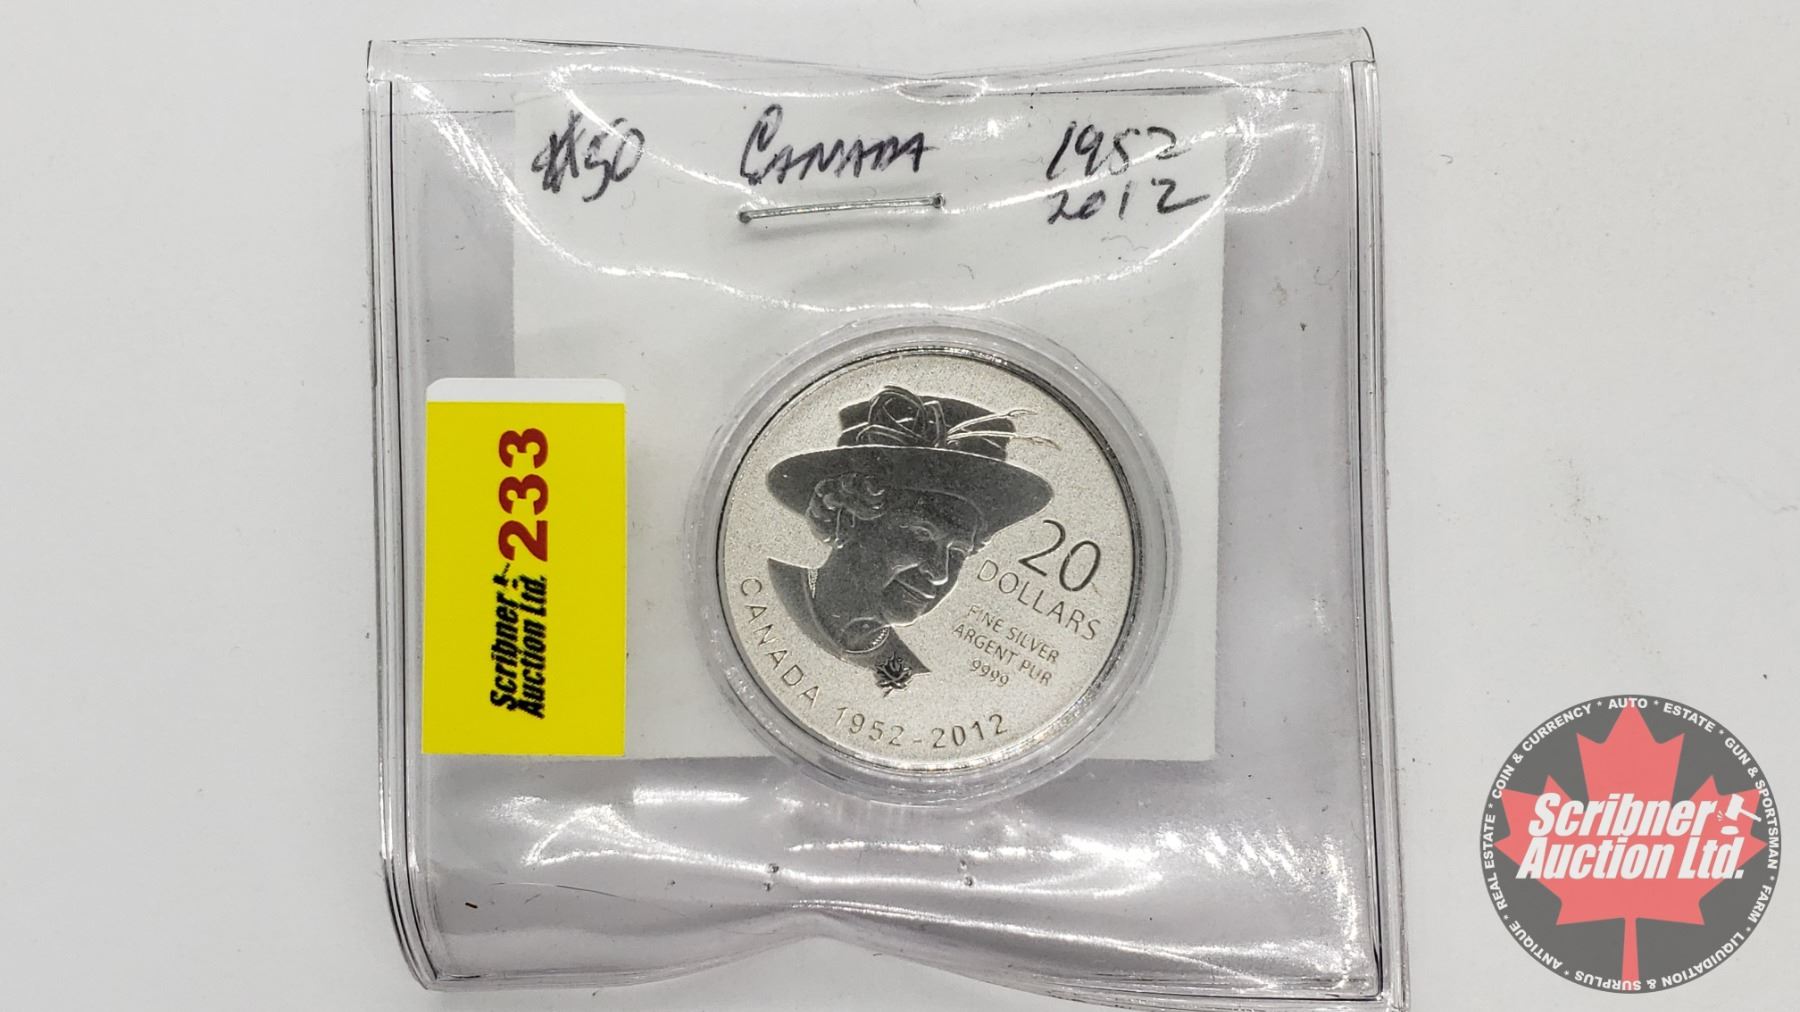 $50 CANADA 1952
2012
233
Scribner
Auction Ltd.
20
DOLLARS
FINE SILVER
ARGENT PUR
9999
CANADA 1952-2012
COIN & CURRENCY * AUTO * ESTATE * GUN & SPORTSMAN * FARM * LIQUIDATION & SURPLUS * ANTIQUE * REAL ESTATE *
Scribner
Auction Ltd.